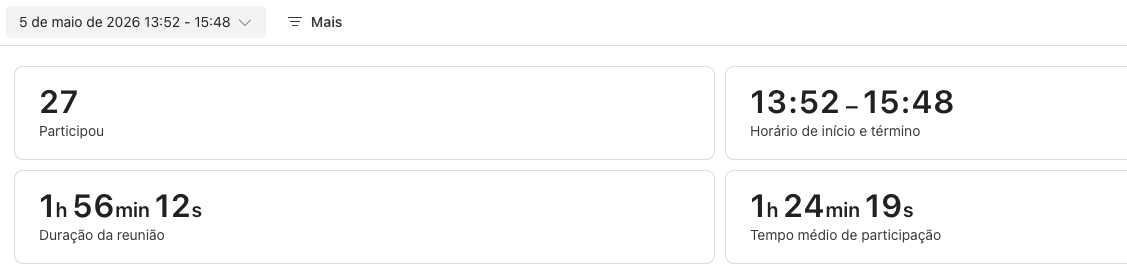 5 de maio de 2026 13:52 - 15:48
Mais
27
Participou
13:52 – 15:48
Horário de início e término
1h 56min 12s
Duração da reunião
1h 24min 19s
Tempo médio de participação